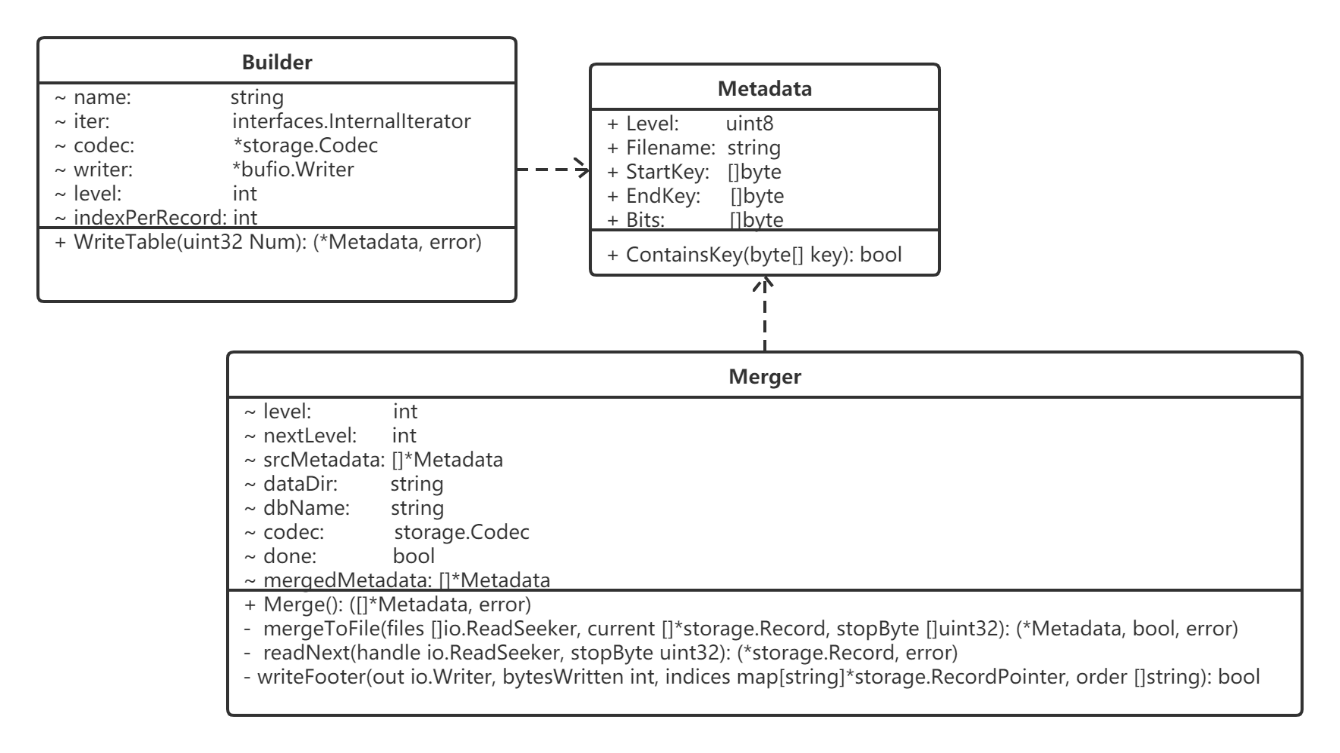 Builder
~ name: string
~ iter: interfaces.InternalIterator
~ codec: *storage.Codec
~ writer: *bufio.Writer
~ level: int
~ indexPerRecord: int
+ WriteTable(uint32 Num): (*Metadata, error)
Metadata
+ Level: uint8
+ Filename: string
+ StartKey: []byte
+ EndKey: []byte
+ Bits: []byte
+ ContainsKey(byte[] key): bool
Merger
~ level: int
~ nextLevel: int
~ srcMetadata: []*Metadata
~ dataDir: string
~ dbName: string
~ codec: storage.Codec
~ done: bool
~ mergedMetadata: []*Metadata
+ Merge(): ([]*Metadata, error)
- mergeToFile(files []io.ReadSeeker, current []*storage.Record, stopByte []uint32): (*Metadata, bool, error)
- readNext(handle io.ReadSeeker, stopByte uint32): (*storage.Record, error)
- writeFooter(out io.Writer, bytesWritten int, indices map[string]*storage.RecordPointer, order []string): bool